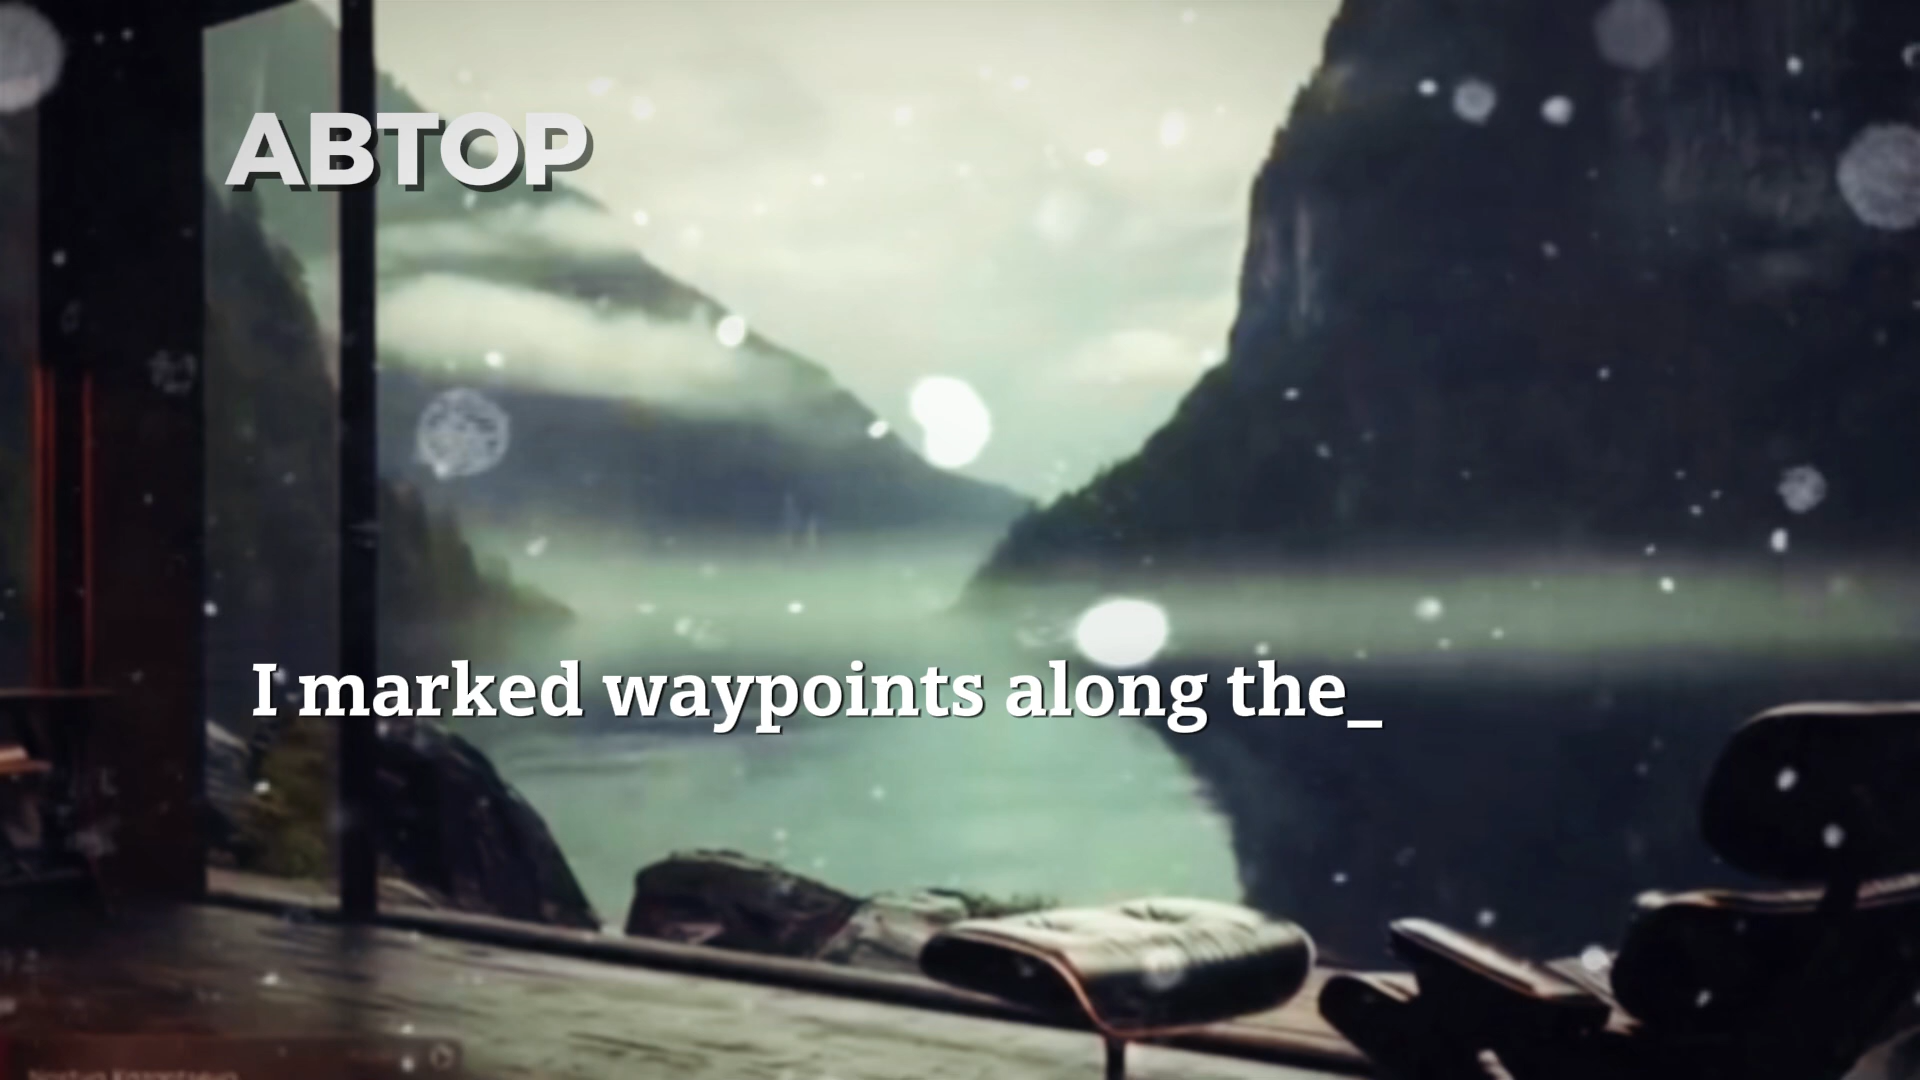 АВТОР
I marked waypoints along the_